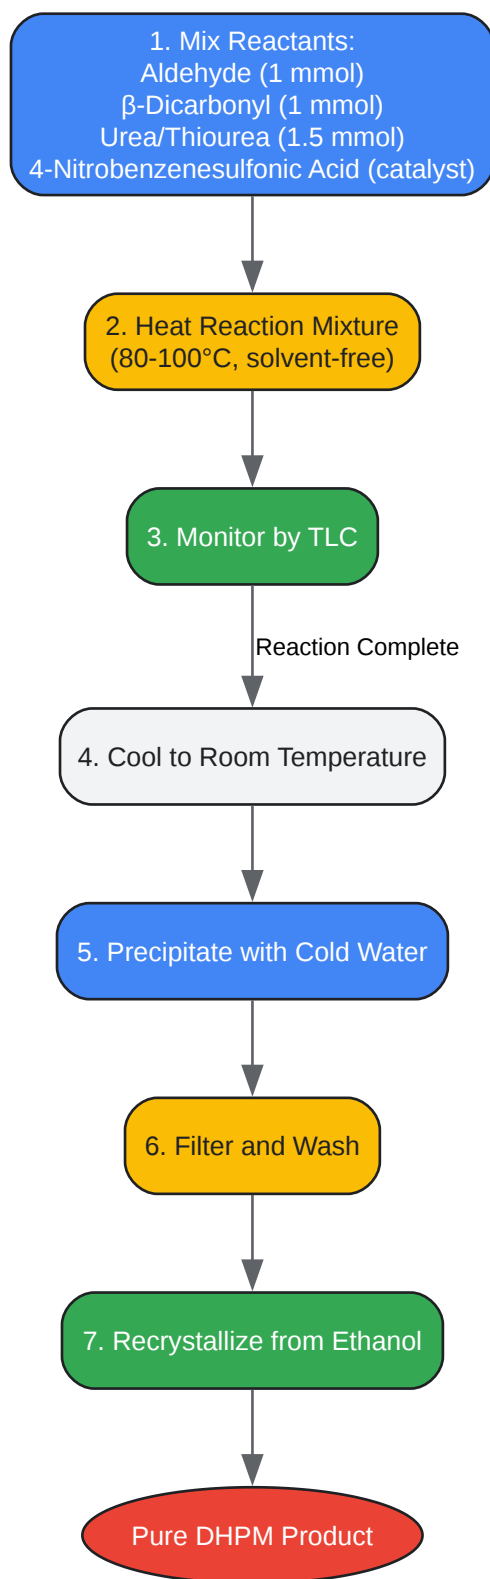 1. Mix Reactants:
Aldehyde (1 mmol)
β-Dicarbonyl (1 mmol)
Urea/Thiourea (1.5 mmol)
4-Nitrobenzenesulfonic Acid (catalyst)
2. Heat Reaction Mixture
(80-100°C, solvent-free)
3. Monitor by TLC
Reaction Complete
4. Cool to Room Temperature
5. Precipitate with Cold Water
6. Filter and Wash
7. Recrystallize from Ethanol
Pure DHPM Product